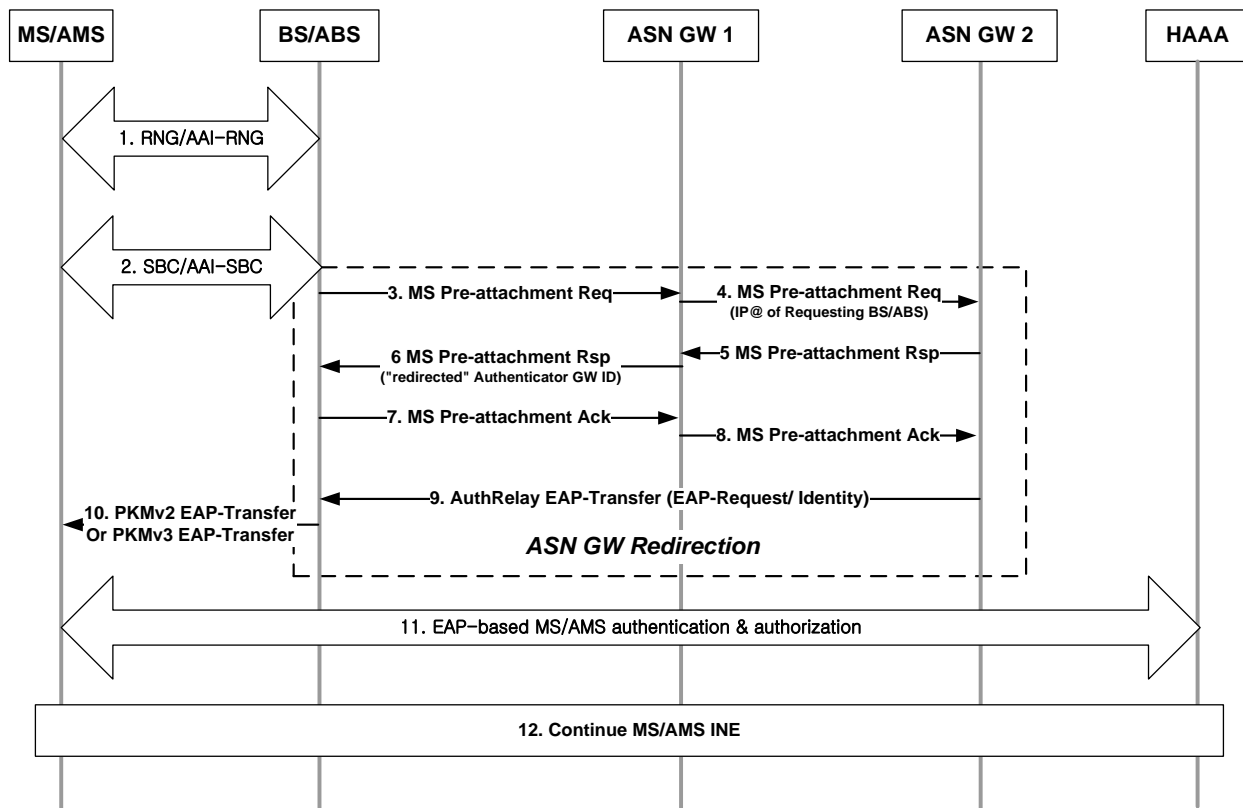 MS/AMS
BS/ABS
ASN GW 1
ASN GW 2
HAAA
1. RNG/AAI-RNG
2. SBC/AAI-SBC
3. MS Pre-attachment Req
4. MS Pre-attachment Req
(IP@ of Requesting BS/ABS)
5 MS Pre-attachment Rsp
6 MS Pre-attachment Rsp
("redirected" Authenticator GW ID)
7. MS Pre-attachment Ack
8. MS Pre-attachment Ack
9. AuthRelay EAP-Transfer (EAP-Request/ Identity)
10. PKMv2 EAP-Transfer
Or PKMv3 EAP-Transfer
ASN GW Redirection
11. EAP-based MS/AMS authentication & authorization
12. Continue MS/AMS INE